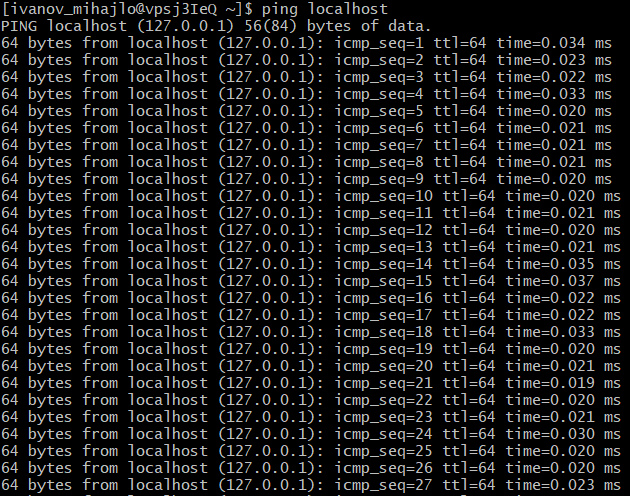 [ivanov_mihajlo@vpsj3IeQ ~]$ ping localhost
PING localhost (127.0.0.1) 56(84) bytes of data.
64 bytes from localhost (127.0.0.1): icmp_seq=1 ttl=64 time=0.034 ms
64 bytes from localhost (127.0.0.1): icmp_seq=2 ttl=64 time=0.023 ms
64 bytes from localhost (127.0.0.1): icmp_seq=3 ttl=64 time=0.022 ms
64 bytes from localhost (127.0.0.1): icmp_seq=4 ttl=64 time=0.033 ms
64 bytes from localhost (127.0.0.1): icmp_seq=5 ttl=64 time=0.020 ms
64 bytes from localhost (127.0.0.1): icmp_seq=6 ttl=64 time=0.021 ms
64 bytes from localhost (127.0.0.1): icmp_seq=7 ttl=64 time=0.021 ms
64 bytes from localhost (127.0.0.1): icmp_seq=8 ttl=64 time=0.021 ms
64 bytes from localhost (127.0.0.1): icmp_seq=9 ttl=64 time=0.020 ms
64 bytes from localhost (127.0.0.1): icmp_seq=10 ttl=64 time=0.020 ms
64 bytes from localhost (127.0.0.1): icmp_seq=11 ttl=64 time=0.021 ms
64 bytes from localhost (127.0.0.1): icmp_seq=12 ttl=64 time=0.020 ms
64 bytes from localhost (127.0.0.1): icmp_seq=13 ttl=64 time=0.021 ms
64 bytes from localhost (127.0.0.1): icmp_seq=14 ttl=64 time=0.035 ms
64 bytes from localhost (127.0.0.1): icmp_seq=15 ttl=64 time=0.037 ms
64 bytes from localhost (127.0.0.1): icmp_seq=16 ttl=64 time=0.022 ms
64 bytes from localhost (127.0.0.1): icmp_seq=17 ttl=64 time=0.022 ms
64 bytes from localhost (127.0.0.1): icmp_seq=18 ttl=64 time=0.033 ms
64 bytes from localhost (127.0.0.1): icmp_seq=19 ttl=64 time=0.020 ms
64 bytes from localhost (127.0.0.1): icmp_seq=20 ttl=64 time=0.021 ms
64 bytes from localhost (127.0.0.1): icmp_seq=21 ttl=64 time=0.019 ms
64 bytes from localhost (127.0.0.1): icmp_seq=22 ttl=64 time=0.020 ms
64 bytes from localhost (127.0.0.1): icmp_seq=23 ttl=64 time=0.021 ms
64 bytes from localhost (127.0.0.1): icmp_seq=24 ttl=64 time=0.030 ms
64 bytes from localhost (127.0.0.1): icmp_seq=25 ttl=64 time=0.020 ms
64 bytes from localhost (127.0.0.1): icmp_seq=26 ttl=64 time=0.020 ms
64 bytes from localhost (127.0.0.1): icmp_seq=27 ttl=64 time=0.023 ms